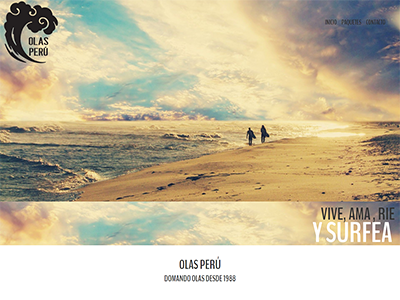 OLAS
PERÚ
INICIO | PAQUETES - CONTACTO
VIVE, AMA , RIE
Y SURFEA
OLAS PERÚ
DOMANDO OLAS DESDE 1988